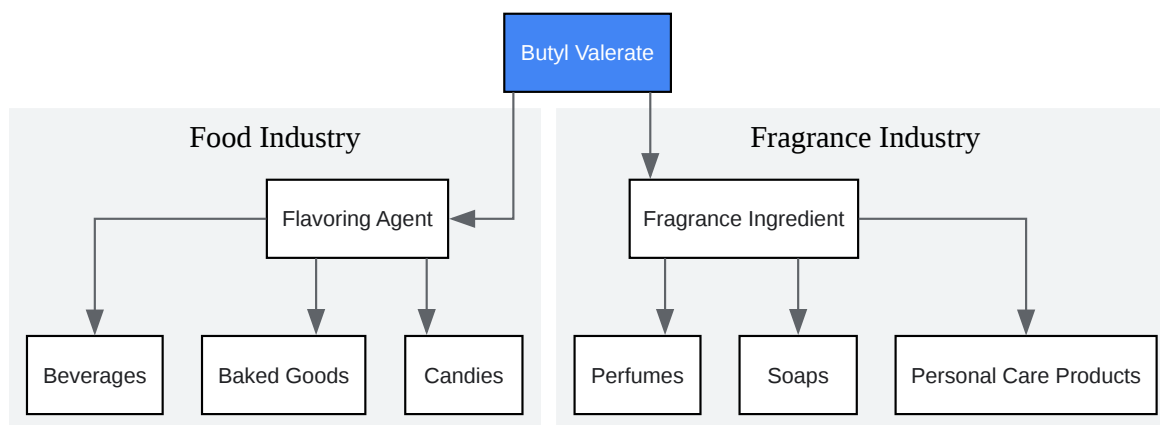 Butyl Valerate
Food Industry
Fragrance Industry
Flavoring Agent
Fragrance Ingredient
Beverages
Baked Goods
Candies
Perfumes
Soaps
Personal Care Products